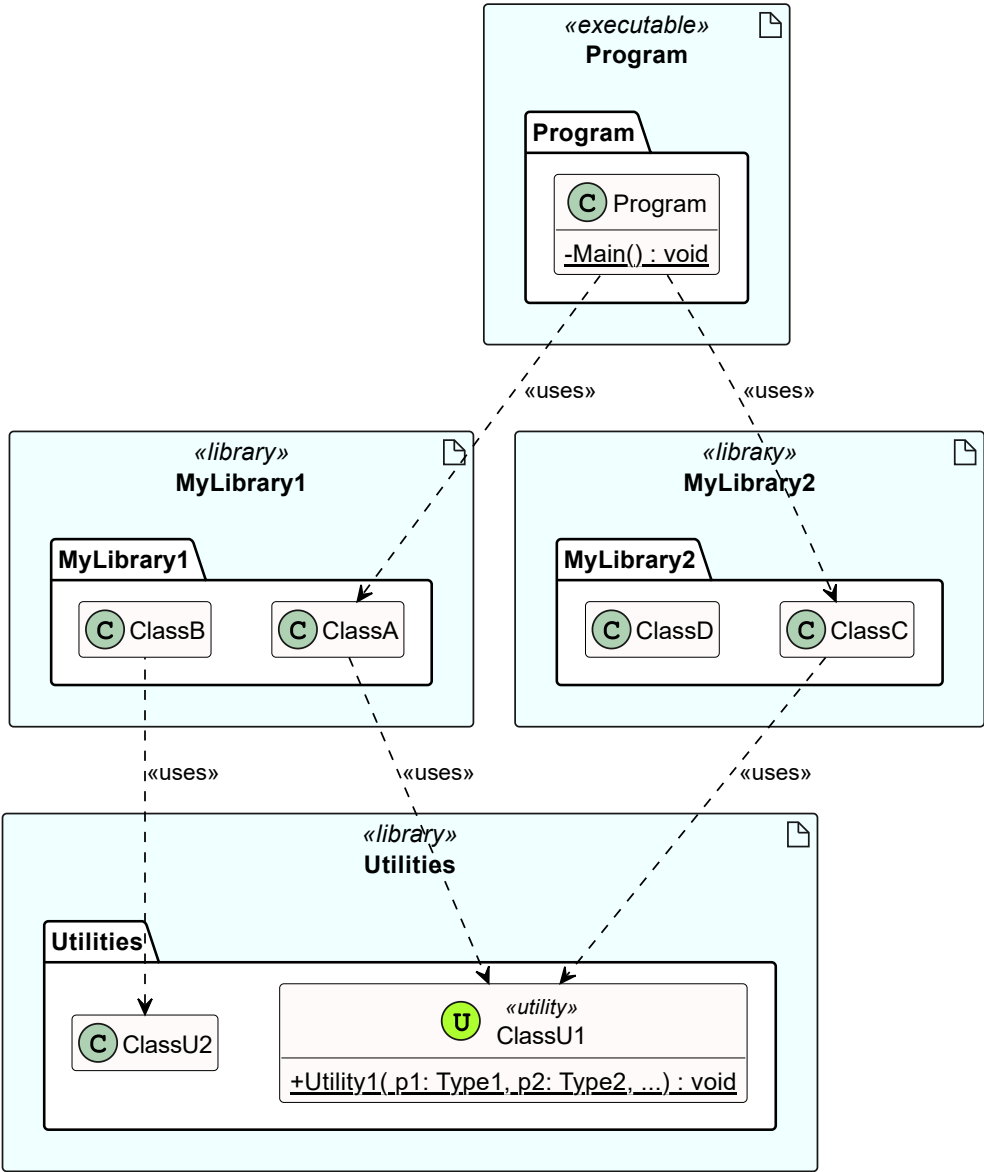 «executable»
Program
Program
C Program
-Main() : void
«uses»
«uses»
«library»
MyLibrary1
MyLibrary1
C ClassB
C ClassA
«library»
MyLibrary2
MyLibrary2
C ClassD
C ClassC
«uses»
«uses»
«uses»
«library»
Utilities
Utilities
C ClassU2
U «utility»
ClassU1
+Utility1( p1: Type1, p2: Type2, ...) : void